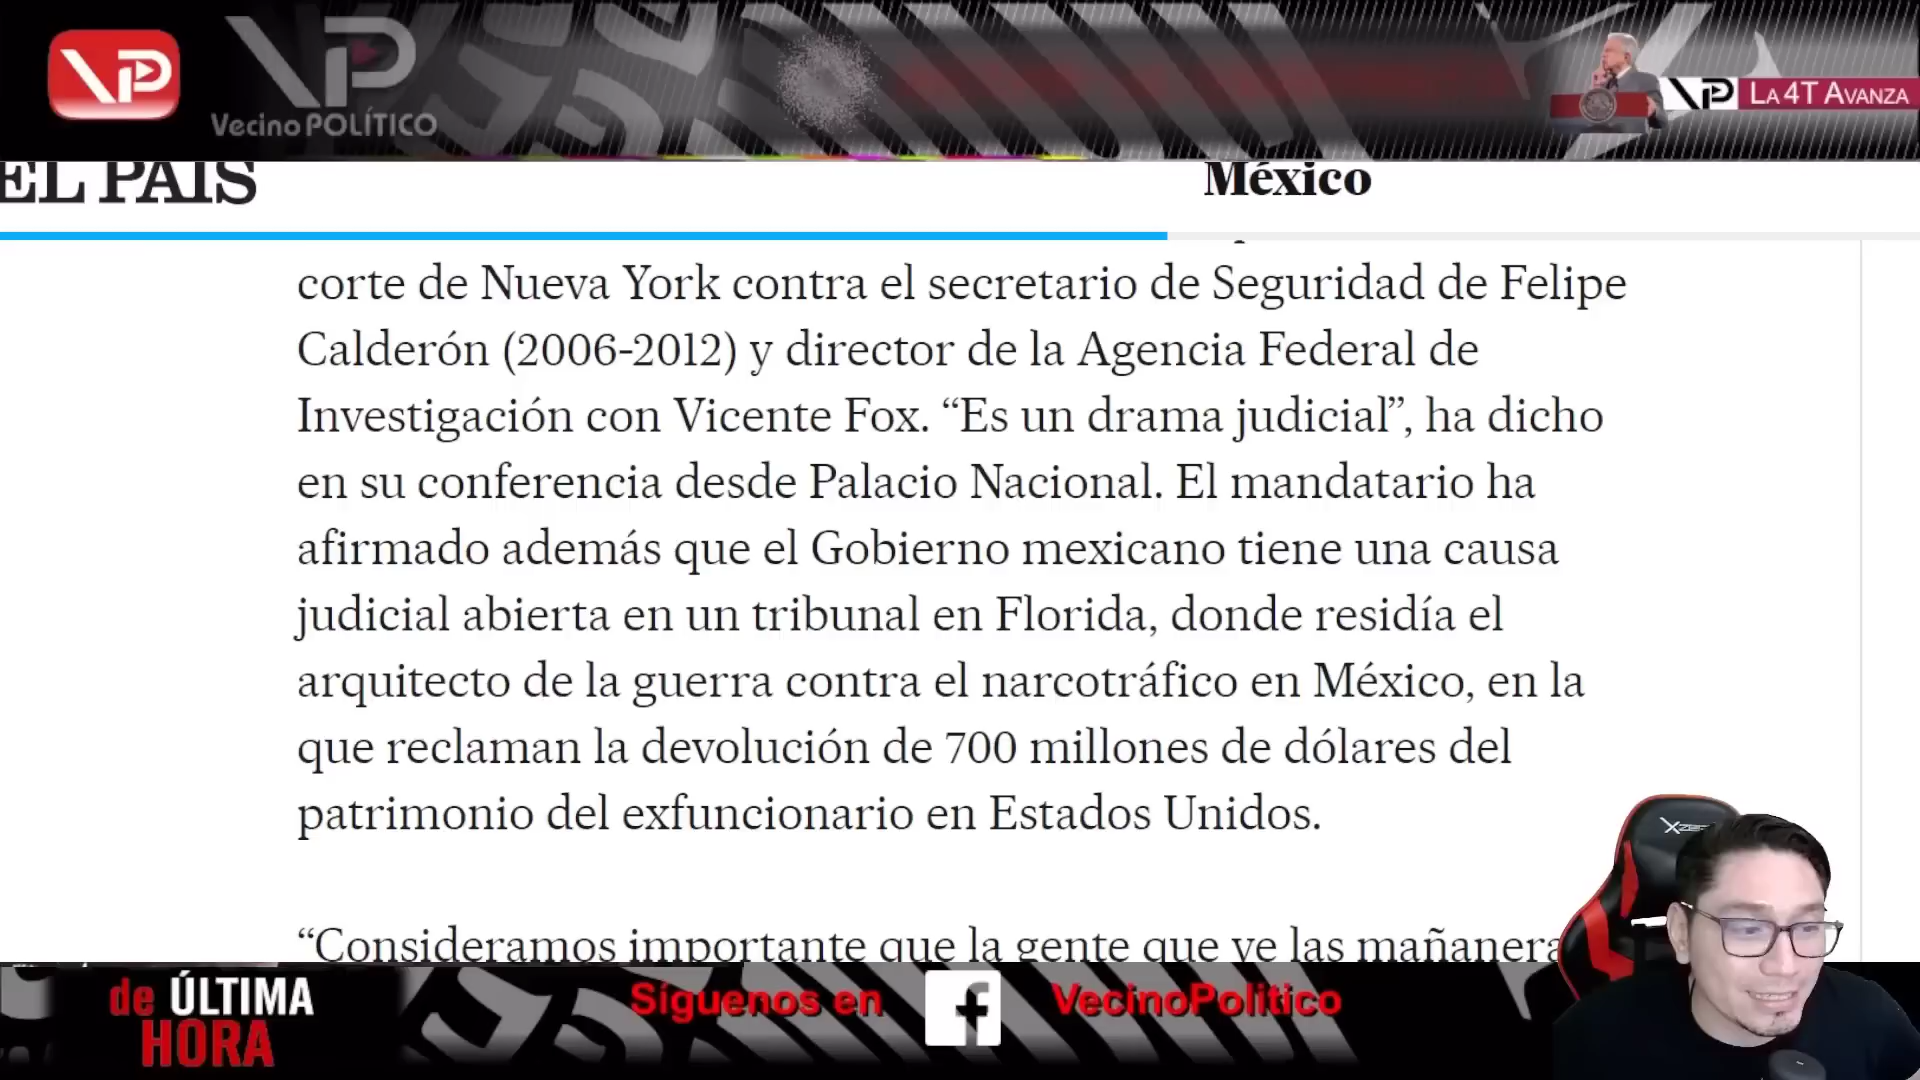 VP
VP
VecinoPOLÍTICO
VP LA 4T AVANZA
EL PAÍS
México
corte de Nueva York contra el secretario de Seguridad de Felipe
Calderón (2006-2012) y director de la Agencia Federal de
Investigación con Vicente Fox. “Es un drama judicial”, ha dicho
en su conferencia desde Palacio Nacional. El mandatario ha
afirmado además que el Gobierno mexicano tiene una causa
judicial abierta en un tribunal en Florida, donde residía el
arquitecto de la guerra contra el narcotráfico en México, en la
que reclaman la devolución de 700 millones de dólares del
patrimonio del exfuncionario en Estados Unidos.
“Consideramos importante que la gente que ve las mañanera
de ÚLTIMA
HORA
Síguenos en
f
VecinoPolitico